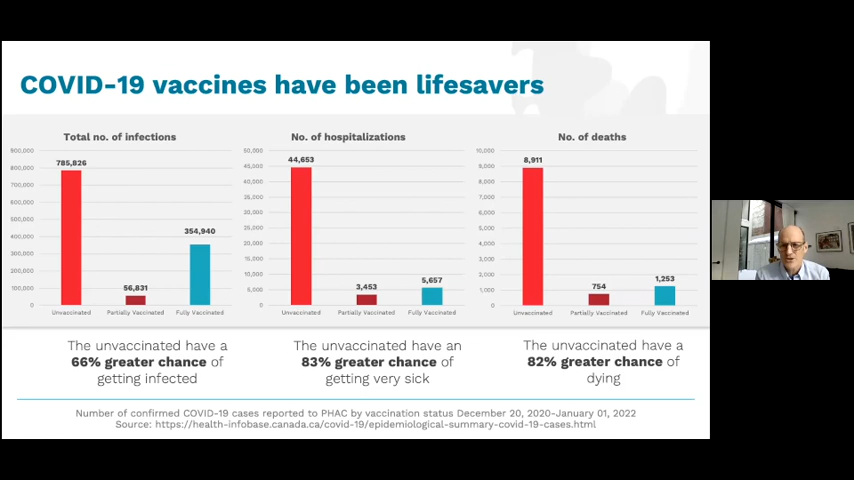 COVID-19 vaccines have been lifesavers
Total no. of infections
900,000
800,000
700,000
600,000
500,000
400,000
300,000
200,000
100,000
0
785,826
56,831
354,940
Unvaccinated Partially Vaccinated Fully Vaccinated
No. of hospitalizations
50,000
45,000
40,000
35,000
30,000
25,000
20,000
15,000
10,000
5,000
0
44,653
3,453
5,657
Unvaccinated Partially Vaccinated Fully Vaccinated
No. of deaths
10,000
9,000
8,000
7,000
6,000
5,000
4,000
3,000
2,000
1,000
0
8,911
754
1,253
Unvaccinated Partially Vaccinated Fully Vaccinated
The unvaccinated have a
66% greater chance of
getting infected
The unvaccinated have an
83% greater chance of
getting very sick
The unvaccinated have a
82% greater chance of
dying
Number of confirmed COVID-19 cases reported to PHAC by vaccination status December 20, 2020-January 01, 2022
Source: https://health-infobase.canada.ca/covid-19/epidemiological-summary-covid-19-cases.html